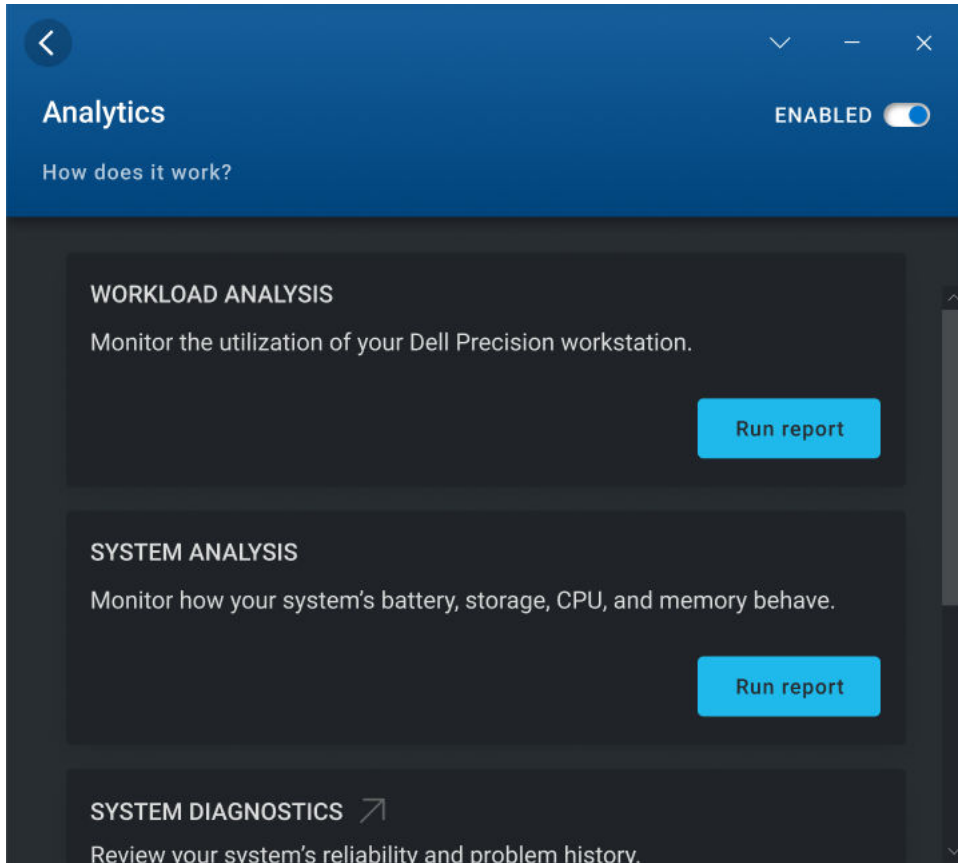 Analytics
ENABLED
How does it work?
WORKLOAD ANALYSIS
Monitor the utilization of your Dell Precision workstation.
Run report
SYSTEM ANALYSIS
Monitor how your system’s battery, storage, CPU, and memory behave.
Run report
SYSTEM DIAGNOSTICS
Review your system’s reliability and problem history.